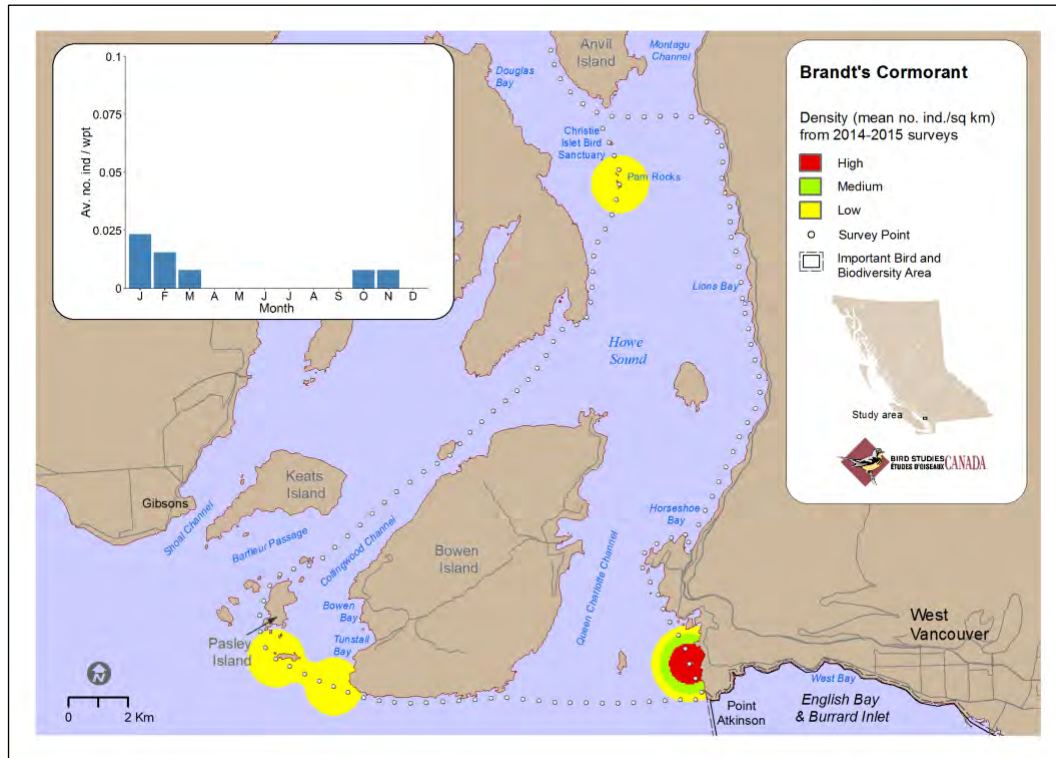 0.1
0.075
0.05
0.025
0
Av. no. ind / wpt
J F M A M J J A S O N D
Month
Anvil
Island
Montagu
Channel
Douglas
Bay
Christie
Islet Bird
Sanctuary
Pam Rocks
Lions Bay
Howe
Sound
Keats
Island
Gibsons
Shoal Channel
Barfleur Passage
Collingwood Channel
Horseshoe
Bay
Bowen
Island
Queen Charlotte Channel
Bowen
Bay
Tunstall
Bay
Pasley
Island
West
Vancouver
West Bay
English Bay
& Burrard Inlet
Point
Atkinson
N
0 2 Km
Brandt's Cormorant
Density (mean no. ind./sq km)
from 2014-2015 surveys
High
Medium
Low
Survey Point
Important Bird and
Biodiversity Area
Study area
BIRD STUDIES
ÉTUDES D'OISEAUX CANADA